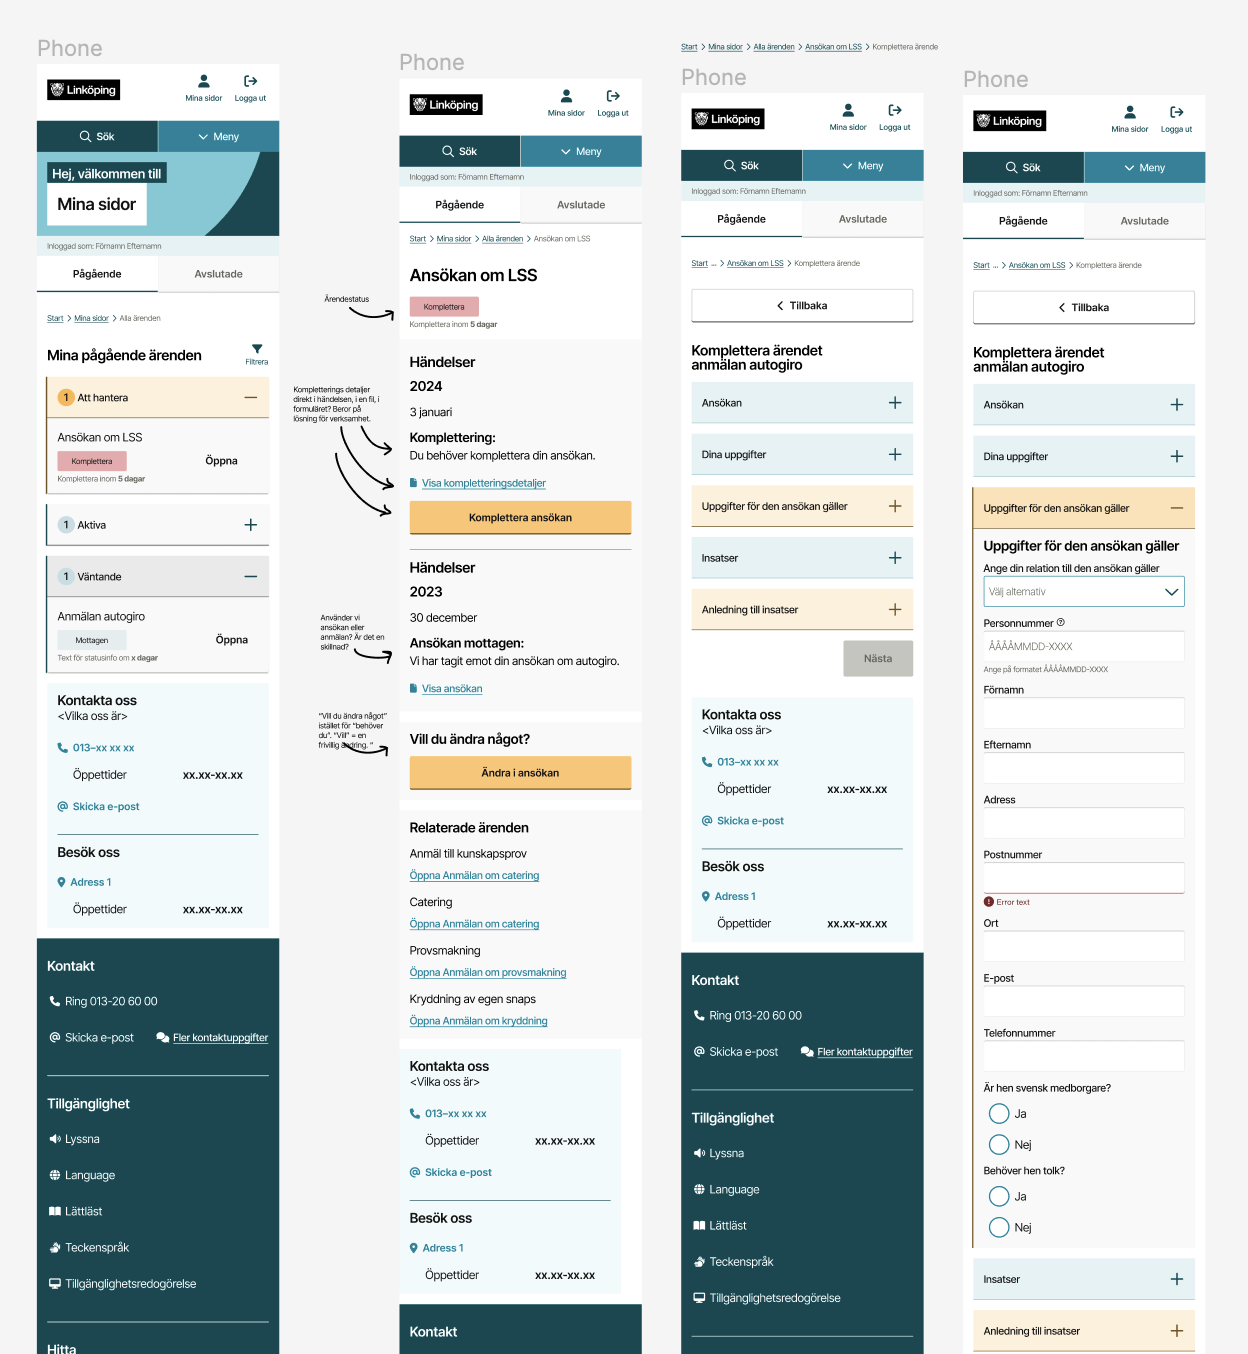 Phone
Linköping
Mina sidor
Logga ut
Sök
Meny
Hej, välkommen till
Mina sidor
Inloggad som: Förnamn Efternamn
Pågående
Avslutade
Start > Mina sidor > Alla ärenden
Mina pågående ärenden
Filtrera
1 Att hantera
Ansökan om LSS
Komplettera
Öppna
Komplettera inom 5 dagar
1 Aktiva
1 Väntande
Anmälan autogiro
Mottagen
Öppna
Text för statusinfo om x dagar
Kontakta oss
<Vilka oss är>
013–xx xx xx
Öppettider xx.xx-xx.xx
Skicka e-post
Besök oss
Adress 1
Öppettider xx.xx-xx.xx
Kontakt
Ring 013-20 60 00
Skicka e-post
Fler kontaktuppgifter
Tillgänglighet
Lyssna
Language
Lättläst
Teckenspråk
Tillgänglighetsredogörelse
Hitta
Ärendestatus
Kompletterings detaljer
direkt i händelsen, i en fil, i
formuläret? Beror på
lösning för verksamhet.
Använder vi
ansökan eller
anmälan? Är det en
skillnad?
"Vill du ändra något"
istället för "behöver
du". "Vill" = en
frivillig ändring. "
Phone
Linköping
Mina sidor
Logga ut
Sök
Meny
Inloggad som: Förnamn Efternamn
Pågående
Avslutade
Start > Mina sidor > Alla ärenden > Ansökan om LSS
Ansökan om LSS
Komplettera
Komplettera inom 5 dagar
Händelser
2024
3 januari
Komplettering:
Du behöver komplettera din ansökan.
Visa kompletteringsdetaljer
Komplettera ansökan
Händelser
2023
30 december
Ansökan mottagen:
Vi har tagit emot din ansökan om autogiro.
Visa ansökan
Vill du ändra något?
Ändra i ansökan
Relaterade ärenden
Anmäl till kunskapsprov
Öppna Anmälan om catering
Catering
Öppna Anmälan om catering
Provsmakning
Öppna Anmälan om provsmakning
Kryddning av egen snaps
Öppna Anmälan om kryddning
Kontakta oss
<Vilka oss är>
013–xx xx xx
Öppettider xx.xx-xx.xx
Skicka e-post
Besök oss
Adress 1
Öppettider xx.xx-xx.xx
Kontakt
Start > Mina sidor > Alla ärenden > Ansökan om LSS > Komplettera ärende
Phone
Linköping
Mina sidor
Logga ut
Sök
Meny
Inloggad som: Förnamn Efternamn
Pågående
Avslutade
Start ... > Ansökan om LSS > Komplettera ärende
Tillbaka
Komplettera ärendet
anmälan autogiro
Ansökan
Dina uppgifter
Uppgifter för den ansökan gäller
Insatser
Anledning till insatser
Nästa
Kontakta oss
<Vilka oss är>
013–xx xx xx
Öppettider xx.xx-xx.xx
Skicka e-post
Besök oss
Adress 1
Öppettider xx.xx-xx.xx
Kontakt
Ring 013-20 60 00
Skicka e-post
Fler kontaktuppgifter
Tillgänglighet
Lyssna
Language
Lättläst
Teckenspråk
Tillgänglighetsredogörelse
Phone
Linköping
Mina sidor
Logga ut
Sök
Meny
Inloggad som: Förnamn Efternamn
Pågående
Avslutade
Start ... > Ansökan om LSS > Komplettera ärende
Tillbaka
Komplettera ärendet
anmälan autogiro
Ansökan
Dina uppgifter
Uppgifter för den ansökan gäller
Uppgifter för den ansökan gäller
Ange din relation till den ansökan gäller
Välj alternativ
Personnummer
ÅÅÅÅMMDD-XXXX
Ange på formatet ÅÅÅÅMMDD-XXXX
Förnamn
Efternamn
Adress
Postnummer
Error text
Ort
E-post
Telefonnummer
Är hen svensk medborgare?
Ja
Nej
Behöver hen tolk?
Ja
Nej
Insatser
Anledning till insatser